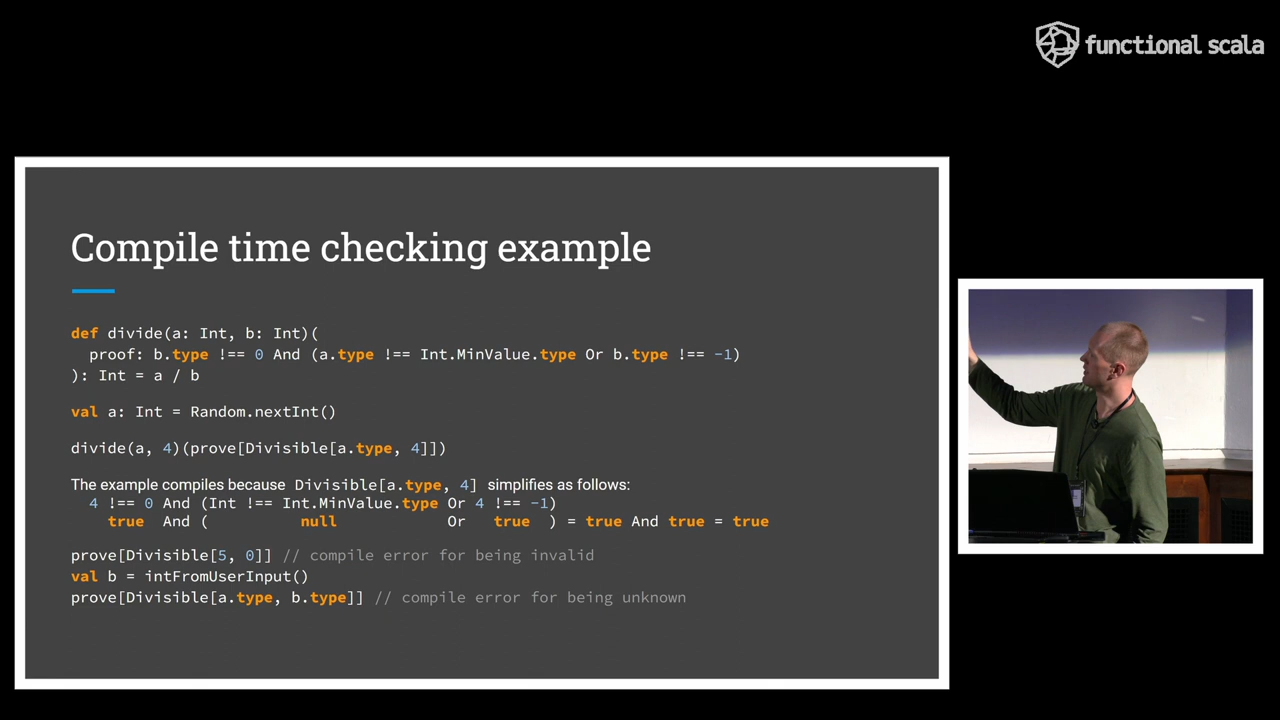 functional scala
Compile time checking example
def divide(a: Int, b: Int)(
proof: b.type !== 0 And (a.type !== Int.MinValue.type Or b.type !== -1)
): Int = a / b
val a: Int = Random.nextInt()
divide(a, 4)(prove[Divisible[a.type, 4]])
The example compiles because Divisible[a.type, 4] simplifies as follows:
4 !== 0 And (Int !== Int.MinValue.type Or 4 !== -1)
true And ( null Or true ) = true And true = true
prove[Divisible[5, 0]] // compile error for being invalid
val b = intFromUserInput()
prove[Divisible[a.type, b.type]] // compile error for being unknown